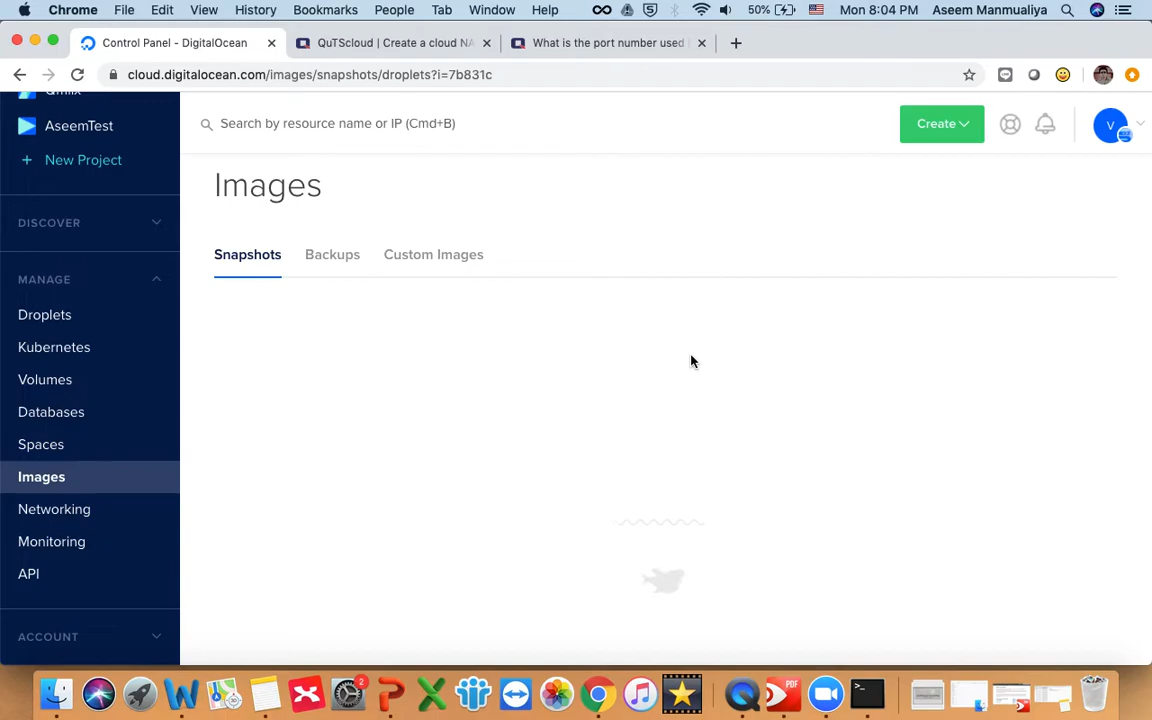 Chrome File Edit View History Bookmarks People Tab Window Help 50% Mon 8:04 PM Aseem Manmualiya
Control Panel - DigitalOcean
QuTScloud | Create a cloud NA
What is the port number used
cloud.digitalocean.com/images/snapshots/droplets?i=7b831c
AseemTest
+ New Project
Search by resource name or IP (Cmd+B)
Create
V
DISCOVER
MANAGE
Droplets
Kubernetes
Volumes
Databases
Spaces
Images
Networking
Monitoring
API
ACCOUNT
Images
Snapshots Backups Custom Images
2
PDF